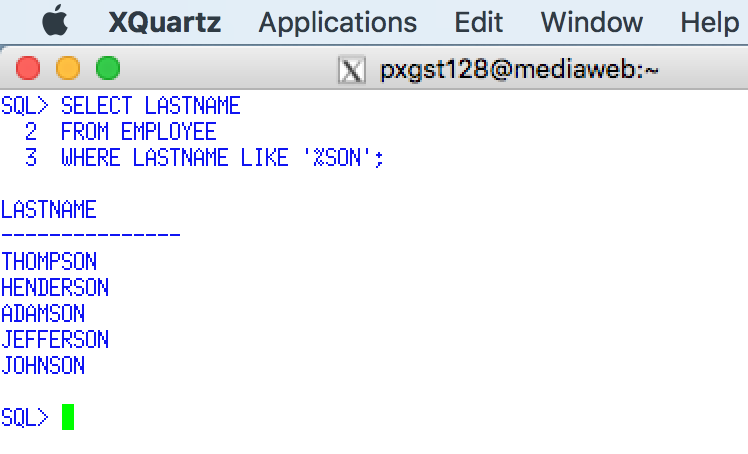 XQuartz Applications Edit Window Help
pxgst128@mediaweb:~
SQL> SELECT LASTNAME
2 FROM EMPLOYEE
3 WHERE LASTNAME LIKE '%SON';
LASTNAME
---------------
THOMPSON
HENDERSON
ADAMSON
JEFFERSON
JOHNSON
SQL>